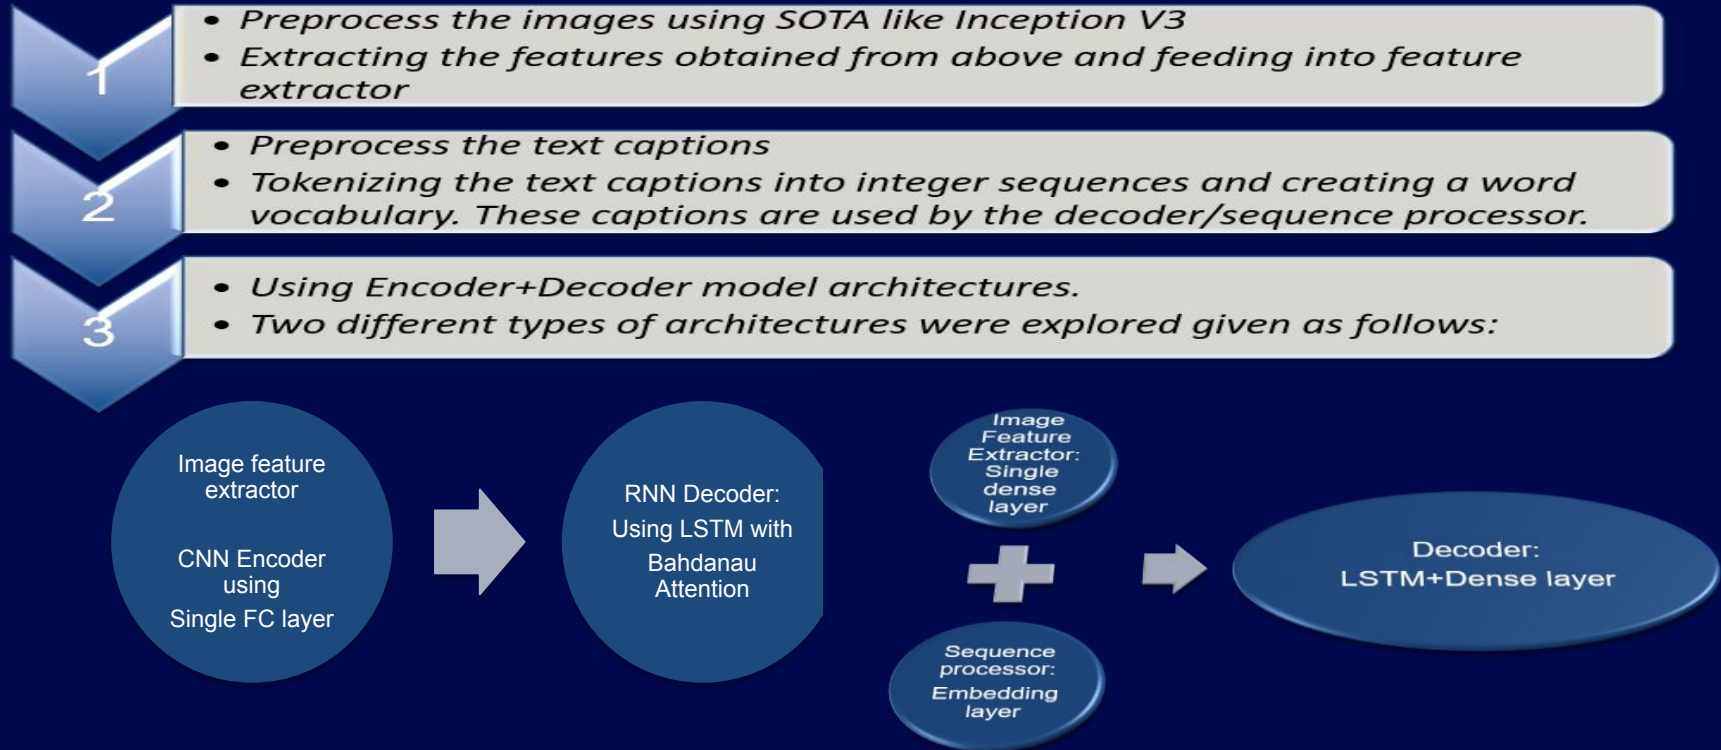 1
• Preprocess the images using SOTA like Inception V3
• Extracting the features obtained from above and feeding into feature
extractor
2
• Preprocess the text captions
• Tokenizing the text captions into integer sequences and creating a word
vocabulary. These captions are used by the decoder/sequence processor.
3
• Using Encoder+Decoder model architectures.
• Two different types of architectures were explored given as follows:
Image feature
extractor
CNN Encoder
using
Single FC layer
RNN Decoder:
Using LSTM with
Bahdanau
Attention
Image
Feature
Extractor:
Single
dense
layer
Sequence
processor:
Embedding
layer
Decoder:
LSTM+Dense layer